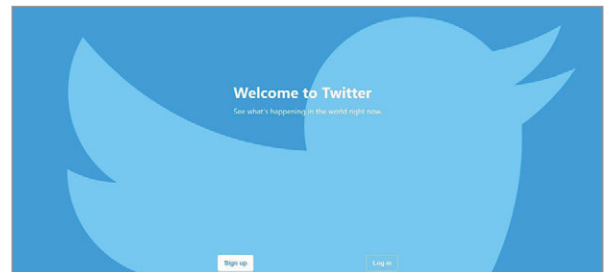 Welcome to Twitter
See what's happening in the world right now.
Sign up
Log in